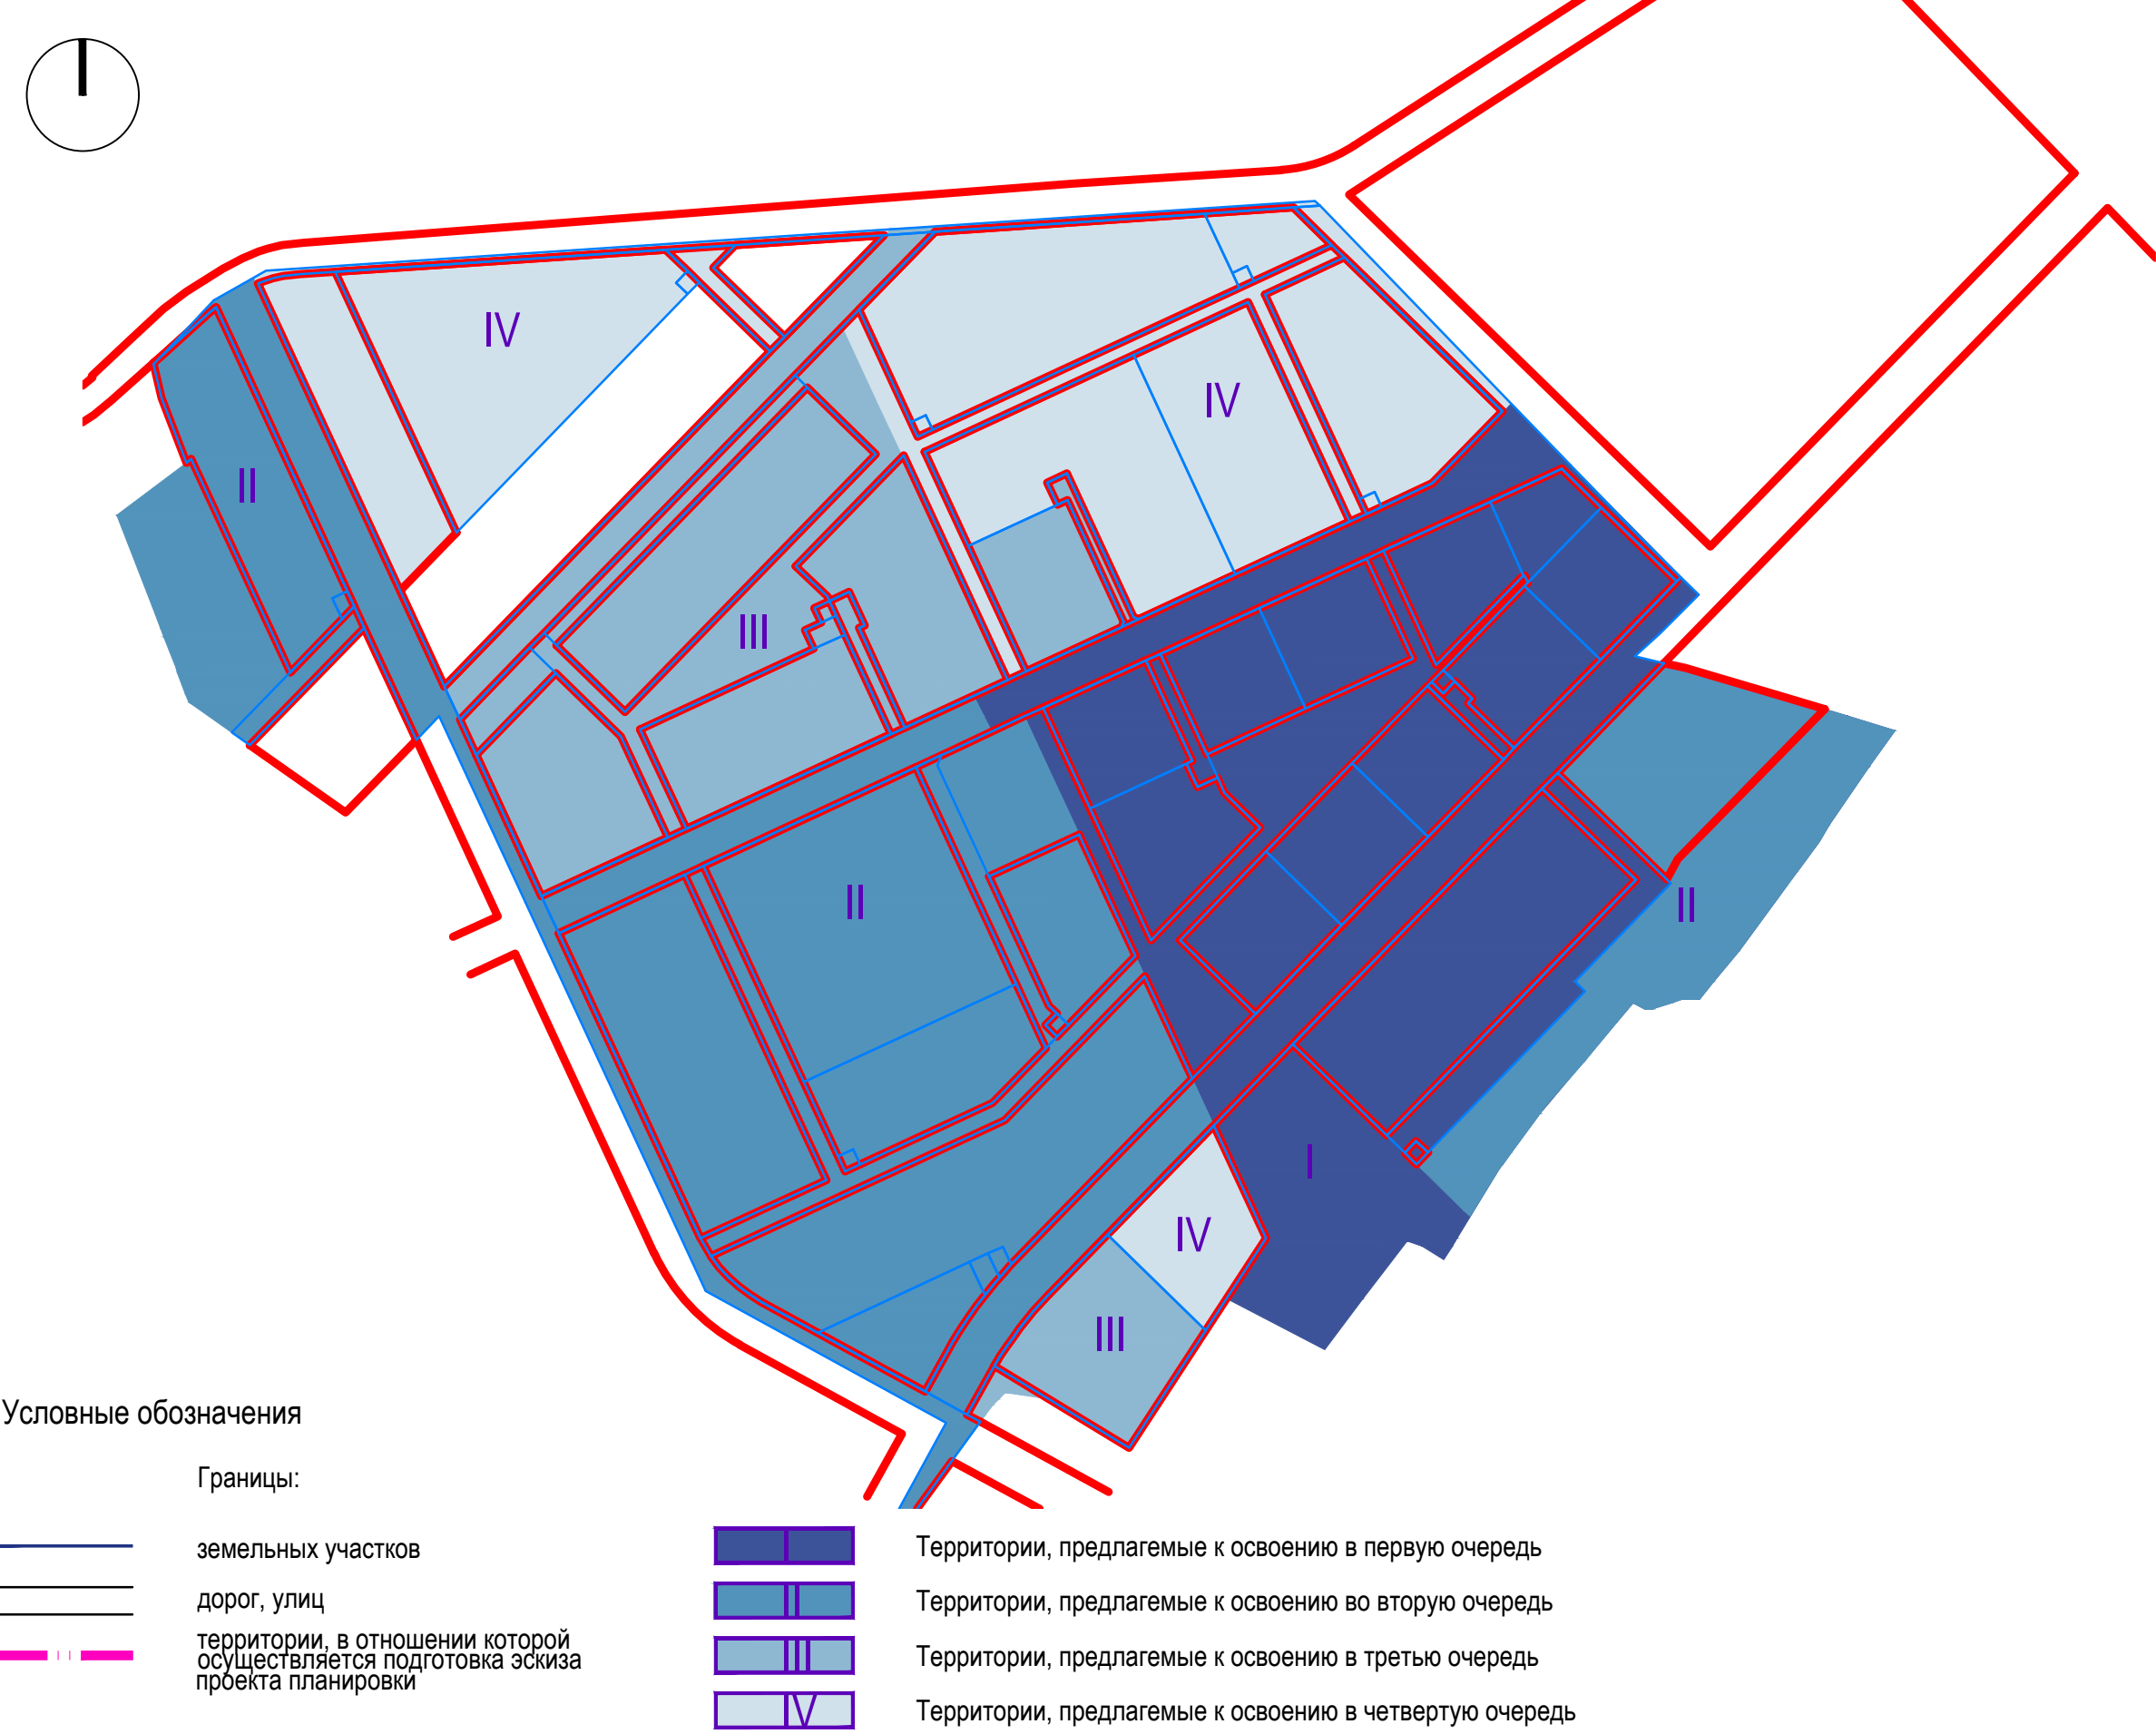 IV
IV
II
III
II
II
I
IV
III
Условные обозначения
Границы:
земельных участков
дорог, улиц
территории, в отношении которой
осуществляется подготовка эскиза
проекта планировки
I
Территории, предлагемые к освоению в первую очередь
II
Территории, предлагемые к освоению во вторую очередь
III
Территории, предлагемые к освоению в третью очередь
IV
Территории, предлагемые к освоению в четвертую очередь